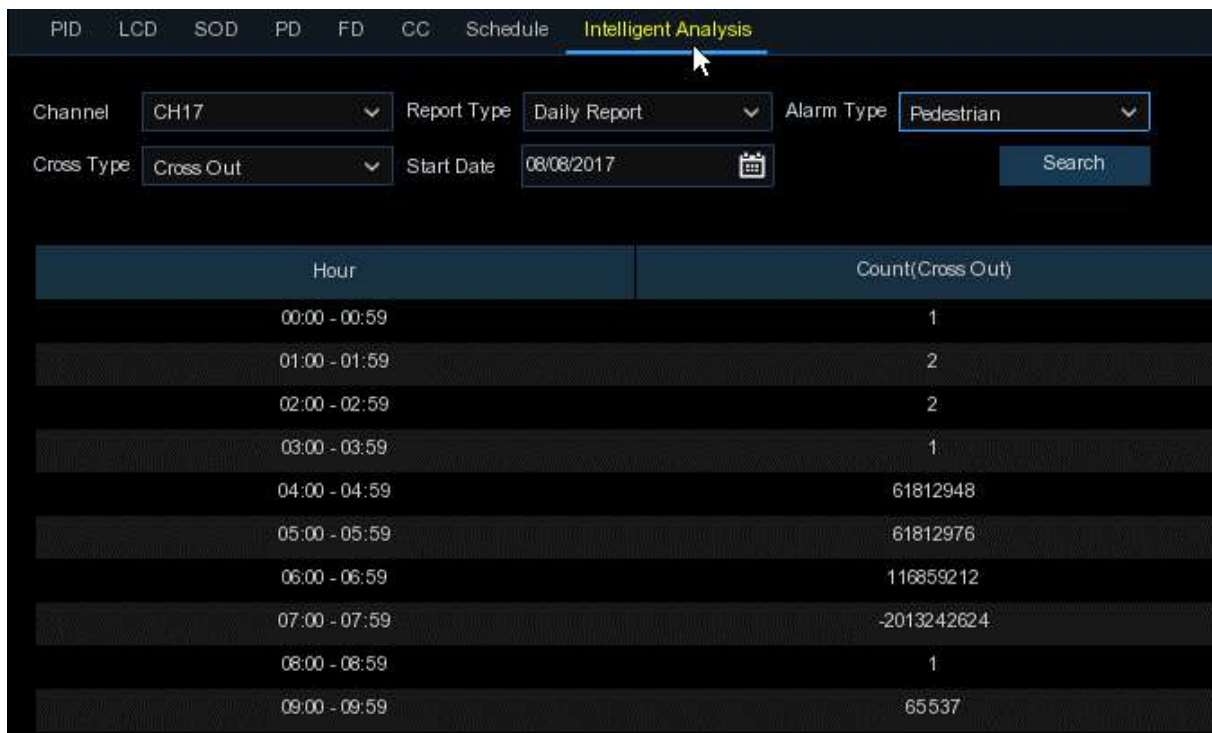 PID LCD SOD PD FD CC Schedule Intelligent Analysis
Channel CH17 Report Type Daily Report Alarm Type Pedestrian
Cross Type Cross Out Start Date 08/08/2017 Search
Hour Count(Cross Out)
00:00 - 00:59 1
01:00 - 01:59 2
02:00 - 02:59 2
03:00 - 03:59 1
04:00 - 04:59 61812948
05:00 - 05:59 61812976
06:00 - 06:59 116859212
07:00 - 07:59 -2013242624
08:00 - 08:59 1
09:00 - 09:59 65537